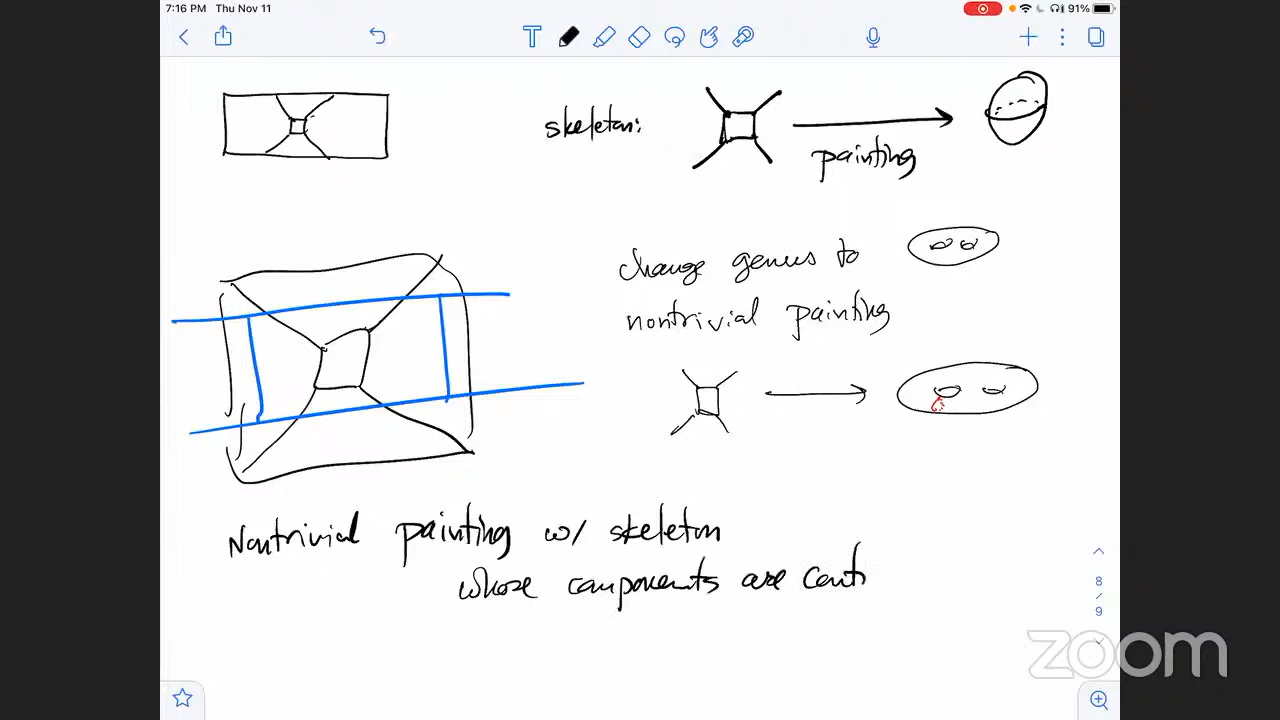 7:16 PM Thu Nov 11
91%
skeleton:
painting
change genus to
nontrivial painting
Nontrivial painting w/ skeleton
whose components are cont
8
/
9
zoom